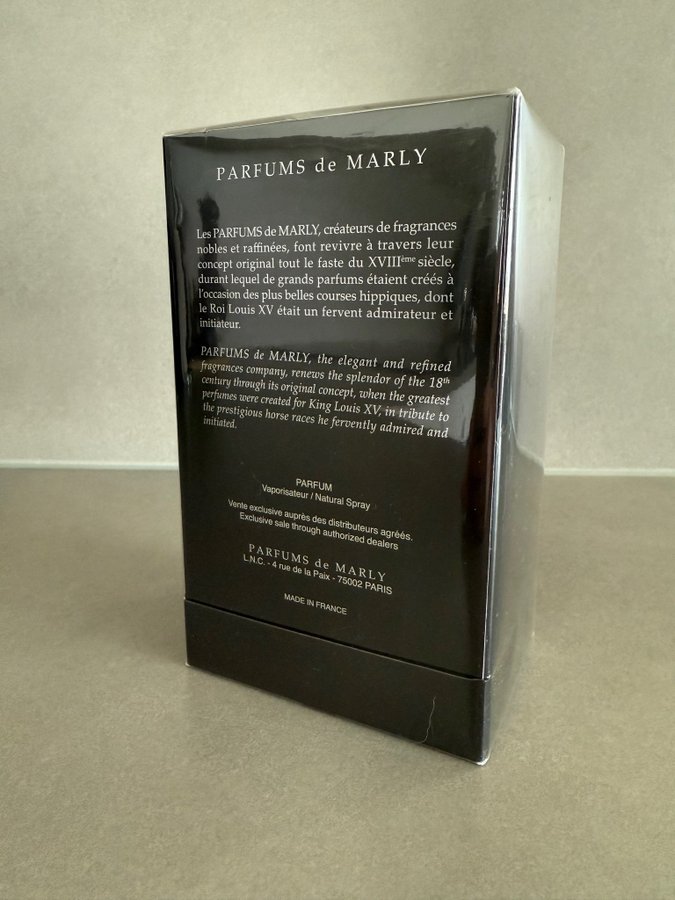 PARFUMS de MARLY
Les PARFUMS de MARLY, créateurs de fragrances
nobles et raffinées, font revivre à travers leur
concept original tout le faste du XVIIIème siècle,
durant lequel de grands parfums étaient créés à
l'occasion des plus belles courses hippiques, dont
le Roi Louis XV était un fervent admirateur et
initiateur.
PARFUMS de MARLY, the elegant and refined
fragrances company, renews the splendor of the 18th
century through its original concept, when the greatest
perfumes were created for King Louis XV, in tribute to
the prestigious horse races he fervently admired and
initiated.
PARFUM
Vaporisateur / Natural Spray
Vente exclusive auprès des distributeurs agréés.
Exclusive sale through authorized dealers
PARFUMS de MARLY
L.N.C. - 4 rue de la Paix - 75002 PARIS
MADE IN FRANCE